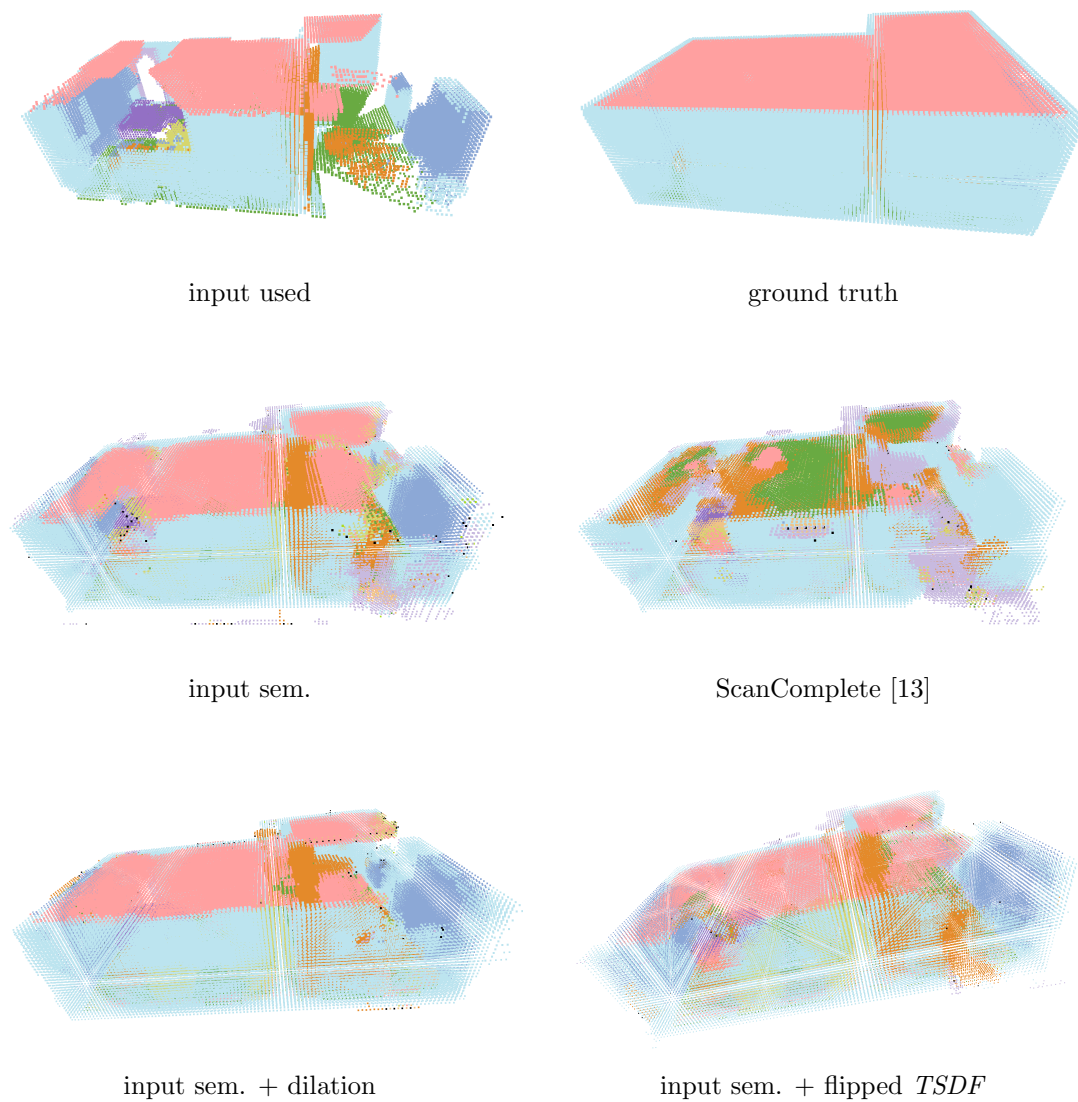 input used
ground truth
input sem.
ScanComplete [13]
input sem. + dilation
input sem. + flipped TSDF